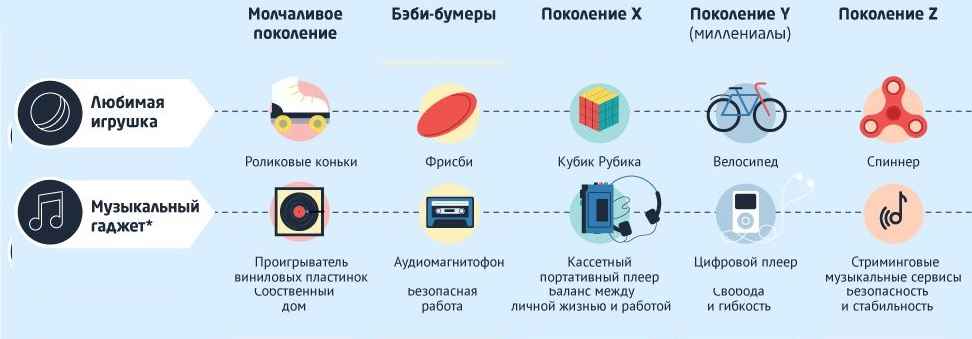 Молчаливое Бэби-бумеры Поколение X Поколение Y Поколение Z
поколение (миллениалы)
Любимая
игрушка
Роликовые коньки Фрисби Кубик Рубика Велосипед Спиннер
Музыкальный
гаджет*
Проигрыватель Аудиомагнитофон Кассетный Цифровой плеер Стриминговые
виниловых пластинок портативный плеер музыкальные сервисы
Собственный Безопасная Баланс между Свобода Безопасность
дом работа личной жизнью и работой и гибкость и стабильность